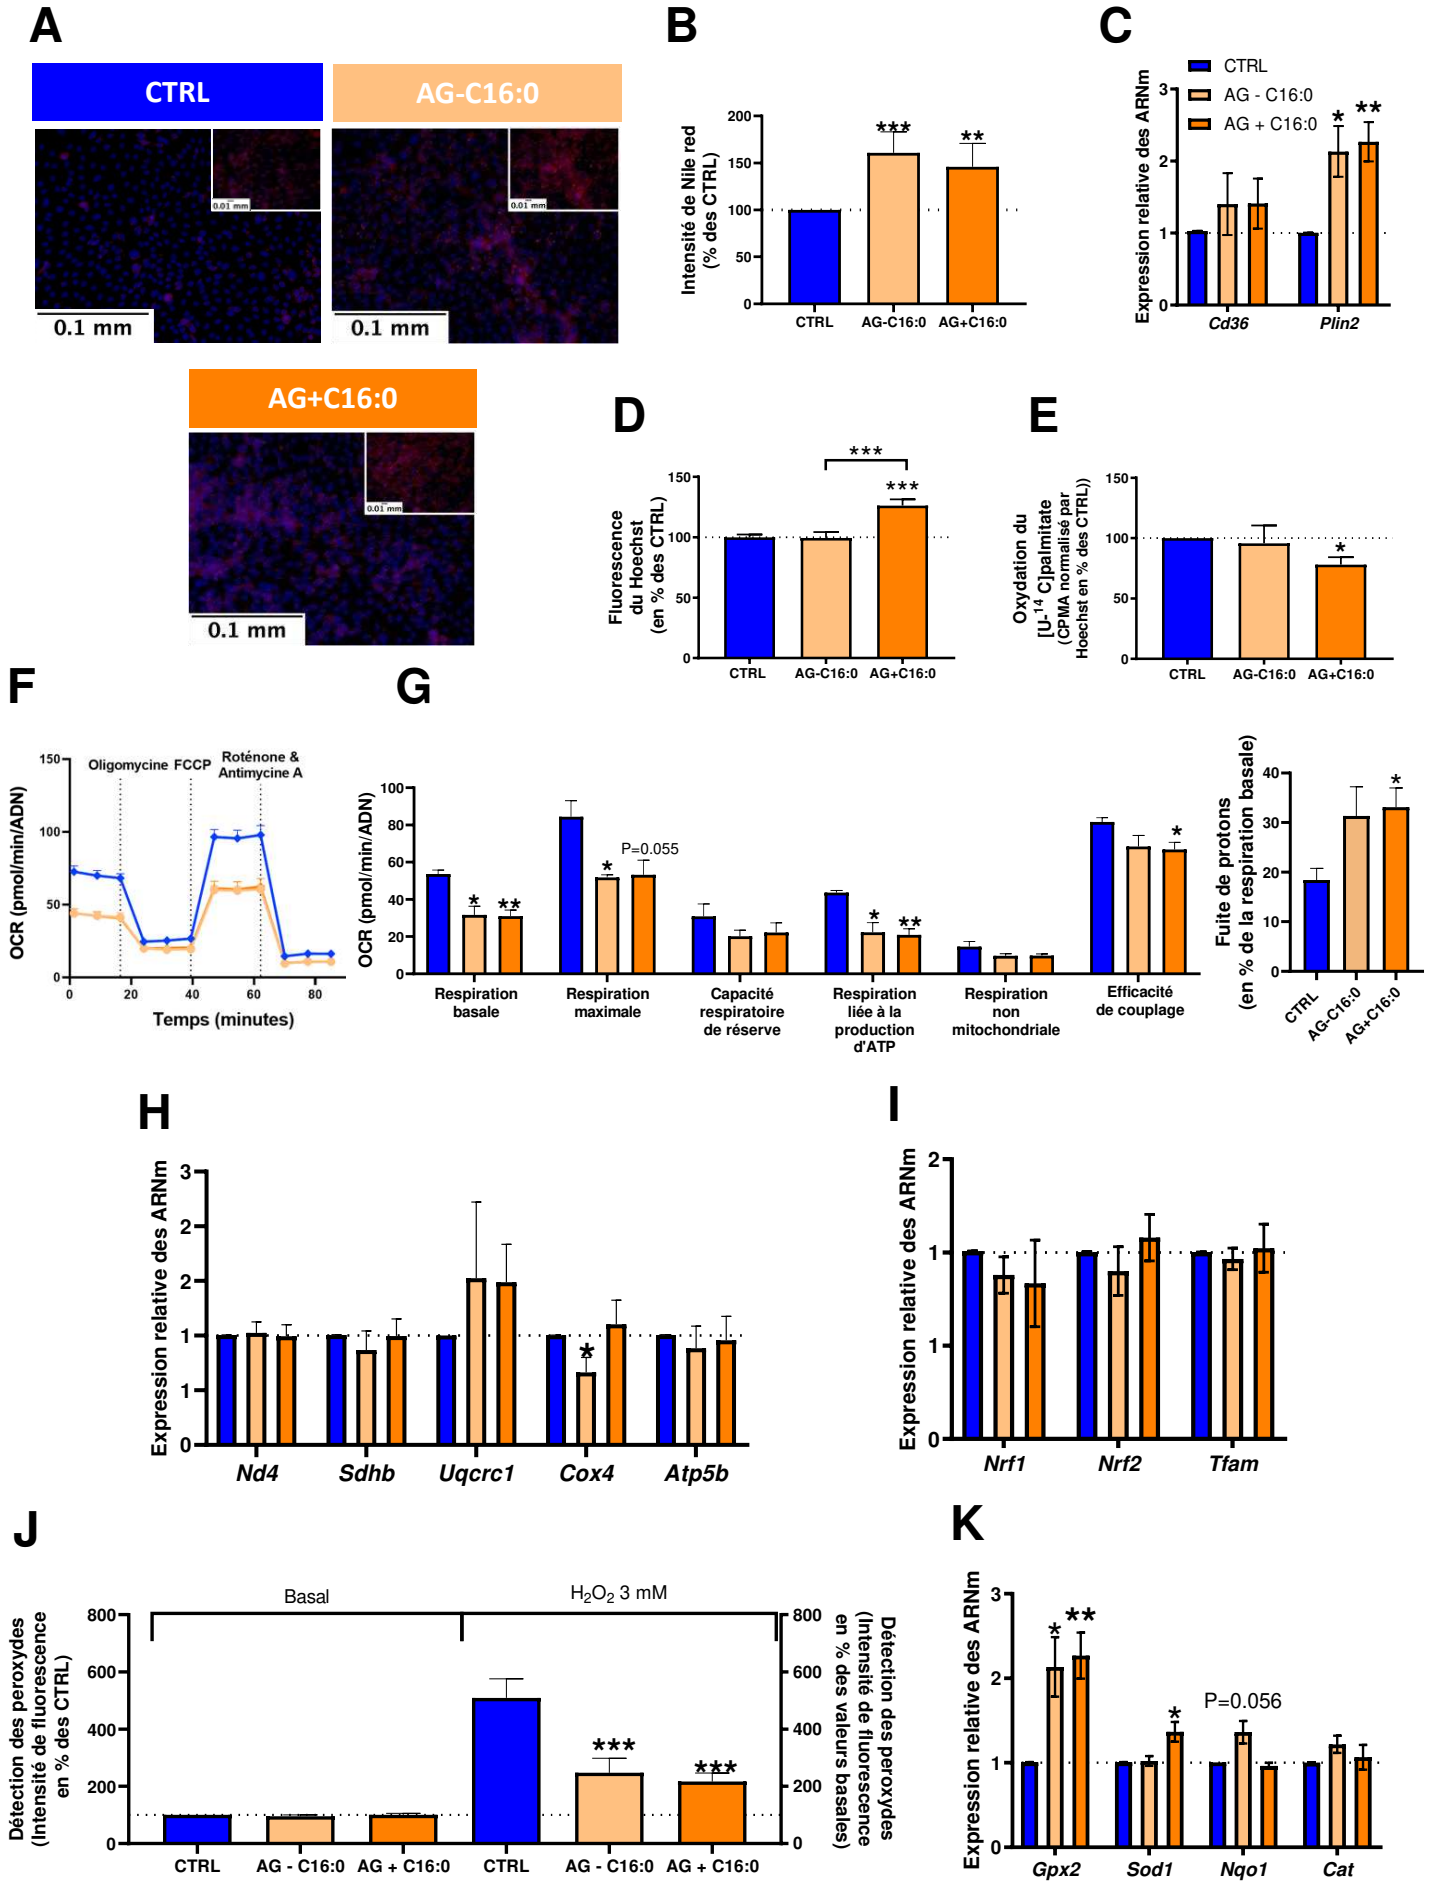 A
CTRL
AG-C16:0
0.01 mm
0.01 mm
0.1 mm
0.1 mm
AG+C16:0
0.01 mm
0.1 mm
B
Intensité de Nile red
(% des CTRL)
200
150
100
50
0
***
**
CTRL
AG-C16:0
AG+C16:0
C
CTRL
AG - C16:0
AG + C16:0
Expression relative des ARNm
3
2
1
0
*
**
Cd36
Plin2
D
Fluorescence
du Hoechst
(en % des CTRL)
150
100
50
0
***
***
CTRL
AG-C16:0
AG+C16:0
E
Oxydation du
[U-¹⁴ C]palmitate
(CPMA normalisé par
Hoechst en % des CTRL))
150
100
50
0
*
CTRL
AG-C16:0
AG+C16:0
F
OCR (pmol/min/ADN)
150
100
50
0
Oligomycine
FCCP
Roténone &
Antimycine A
0
20
40
60
80
Temps (minutes)
G
OCR (pmol/min/ADN)
100
80
60
40
20
0
*
**
*
P=0.055
*
**
*
Respiration
basale
Respiration
maximale
Capacité
respiratoire
de réserve
Respiration
liée à la
production
d'ATP
Respiration
non
mitochondriale
Efficacité
de couplage
Fuite de protons
(en % de la respiration basale)
40
30
20
10
0
*
CTRL
AG-C16:0
AG+C16:0
H
Expression relative des ARNm
3
2
2
1
1
0
*
Nd4
Sdhb
Uqcrc1
Cox4
Atp5b
I
Expression relative des ARNm
2
1
1
0
Nrf1
Nrf2
Tfam
J
Détection des peroxydes
(Intensité de fluorescence
en % des CTRL)
800
600
400
200
0
Basal
H₂O₂ 3 mM
***
***
800
600
400
200
0
Détection des peroxydes
(Intensité de fluorescence
en % des valeurs basales)
CTRL
AG - C16:0
AG + C16:0
CTRL
AG - C16:0
AG + C16:0
K
Expression relative des ARNm
3
2
1
0
*
**
*
P=0.056
Gpx2
Sod1
Nqo1
Cat